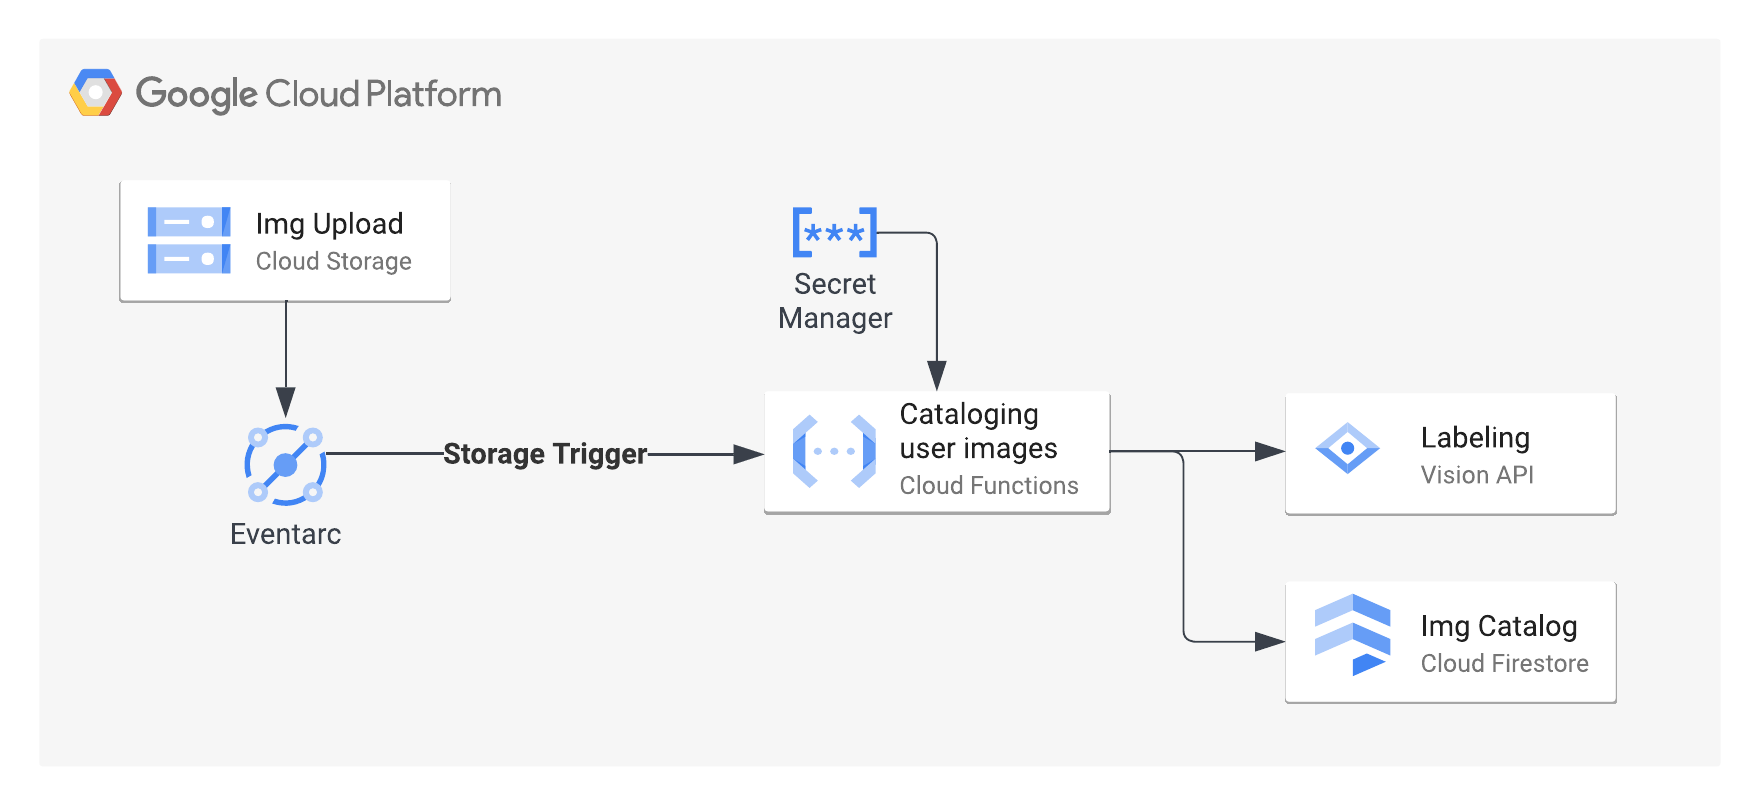 Google Cloud Platform
Img Upload
Cloud Storage
[***]
Secret
Manager
Eventarc
Storage Trigger
Cataloging
user images
Cloud Functions
Labeling
Vision API
Img Catalog
Cloud Firestore